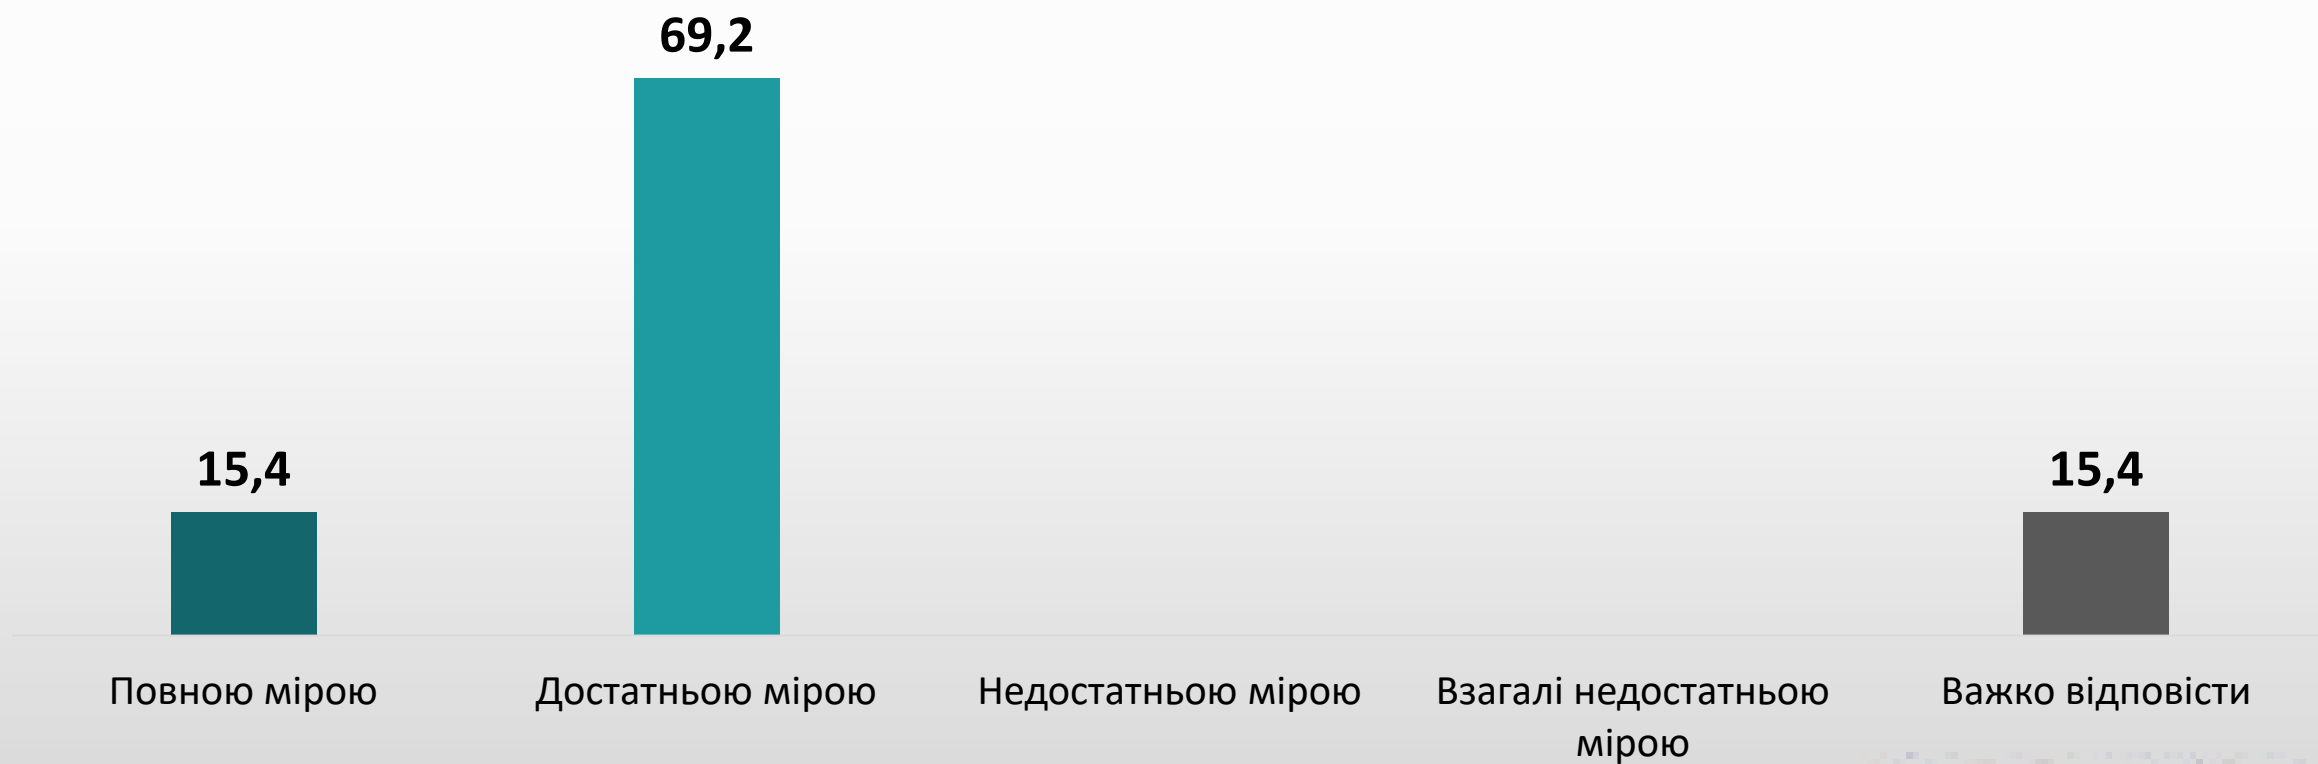 69,2
15,4
15,4
Повною мірою
Достатньою мірою
Недостатньою мірою
Взагалі недостатньою
мірою
Важко відповісти